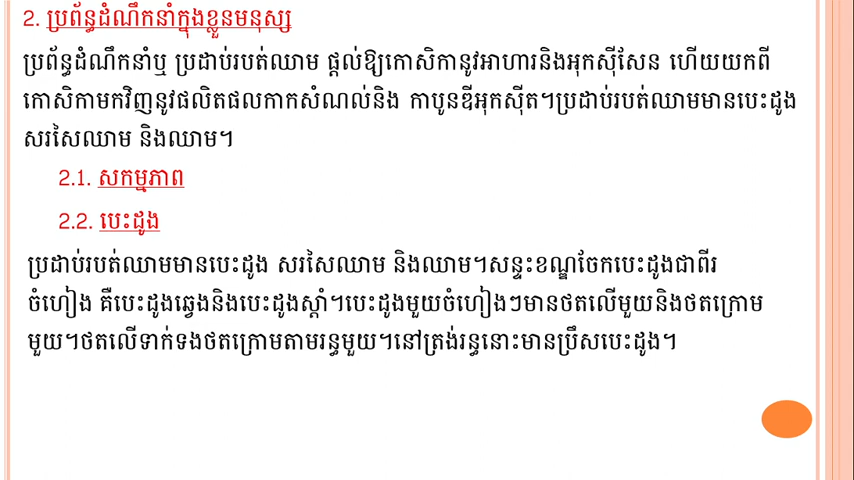 2. ប្រព័ន្ធដំណឹកនាំក្នុងខ្លួនមនុស្ស
ប្រព័ន្ធដំណឹកនាំឬ ប្រដាប់របត់ឈាម ផ្តល់ឱ្យកោសិកានូវអាហារនិងអុកស៊ីសែន ហើយយកពី
កោសិកាមកវិញនូវផលិតផលកាកសំណល់និង កាបូនឌីអុកស៊ីត។ប្រដាប់របត់ឈាមមានបេះដូង
សរសៃឈាម និងឈាម។
2.1. សកម្មភាព
2.2. បេះដូង
ប្រដាប់របត់ឈាមមានបេះដូង សរសៃឈាម និងឈាម។សន្ទះខណ្ឌចែកបេះដូងជាពីរ
ចំហៀង គឺបេះដូងឆ្វេងនិងបេះដូងស្តាំ។បេះដូងមួយចំហៀងៗមានថតលើមួយនិងថតក្រោម
មួយ។ថតលើទាក់ទងថតក្រោមតាមរន្ធមួយ។នៅត្រង់រន្ធនោះមានប្រឹសបេះដូង។